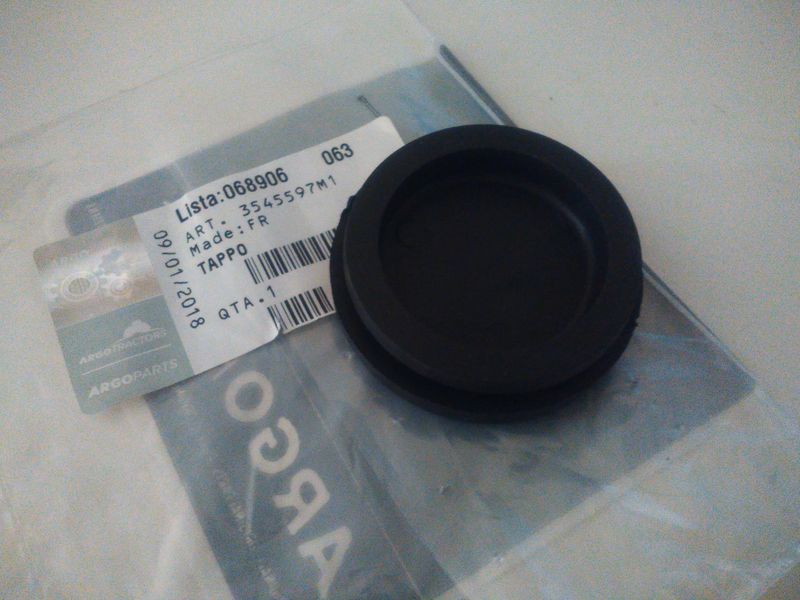 Lista:068906 063
ART. 3545597M1
Made:FR
TAPPO
QTA.1
09/01/2018
ARGOTRACTORS
ARGOPARTS
ARGO